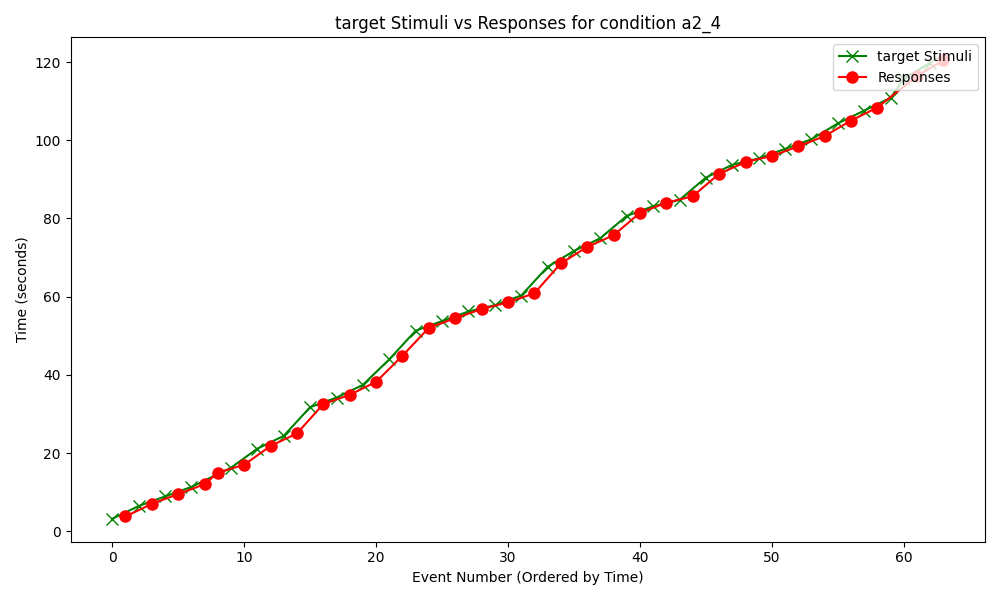 target Stimuli vs Responses for condition a2_4
target Stimuli
Responses
Time (seconds)
120
100
80
60
40
20
0
0 10 20 30 40 50 60
Event Number (Ordered by Time)